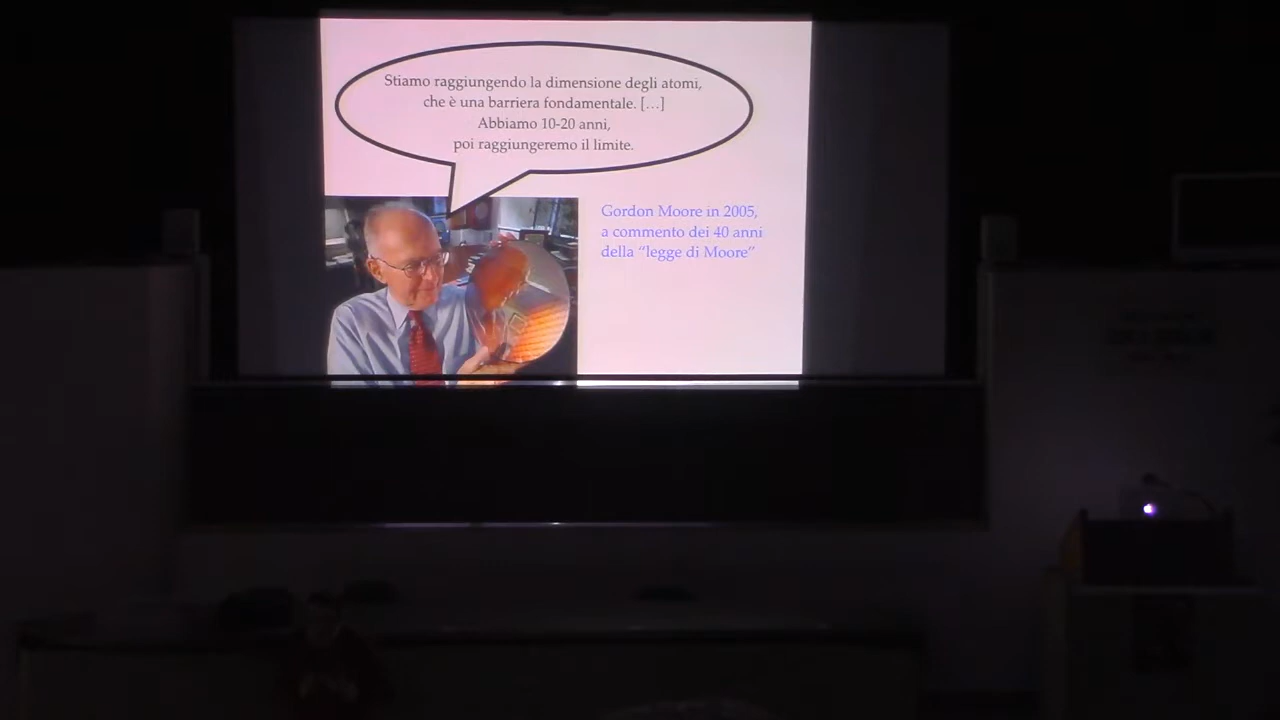 Stiamo raggiungendo la dimensione degli atomi,
che è una barriera fondamentale. […]
Abbiamo 10-20 anni,
poi raggiungeremo il limite.
Gordon Moore in 2005,
a commento dei 40 anni
della “legge di Moore”